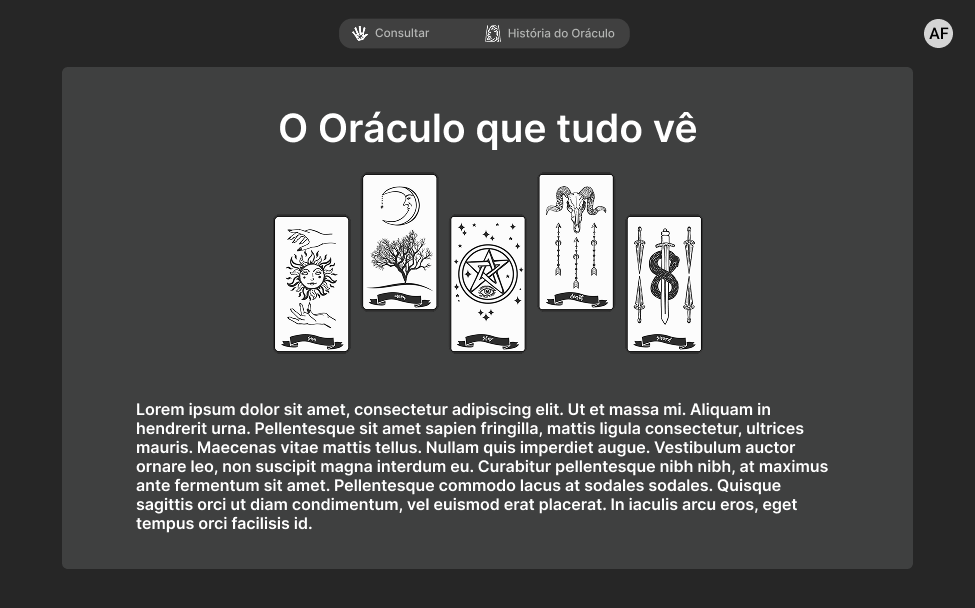 Consultar
História do Oráculo
AF
O Oráculo que tudo vê
sun
star
sword
Lorem ipsum dolor sit amet, consectetur adipiscing elit. Ut et massa mi. Aliquam in
hendrerit urna. Pellentesque sit amet sapien fringilla, mattis ligula consectetur, ultrices
mauris. Maecenas vitae mattis tellus. Nullam quis imperdiet augue. Vestibulum auctor
ornare leo, non suscipit magna interdum eu. Curabitur pellentesque nibh nibh, at maximus
ante fermentum sit amet. Pellentesque commodo lacus at sodales sodales. Quisque
sagittis orci ut diam condimentum, vel euismod erat placerat. In iaculis arcu eros, eget
tempus orci facilisis id.